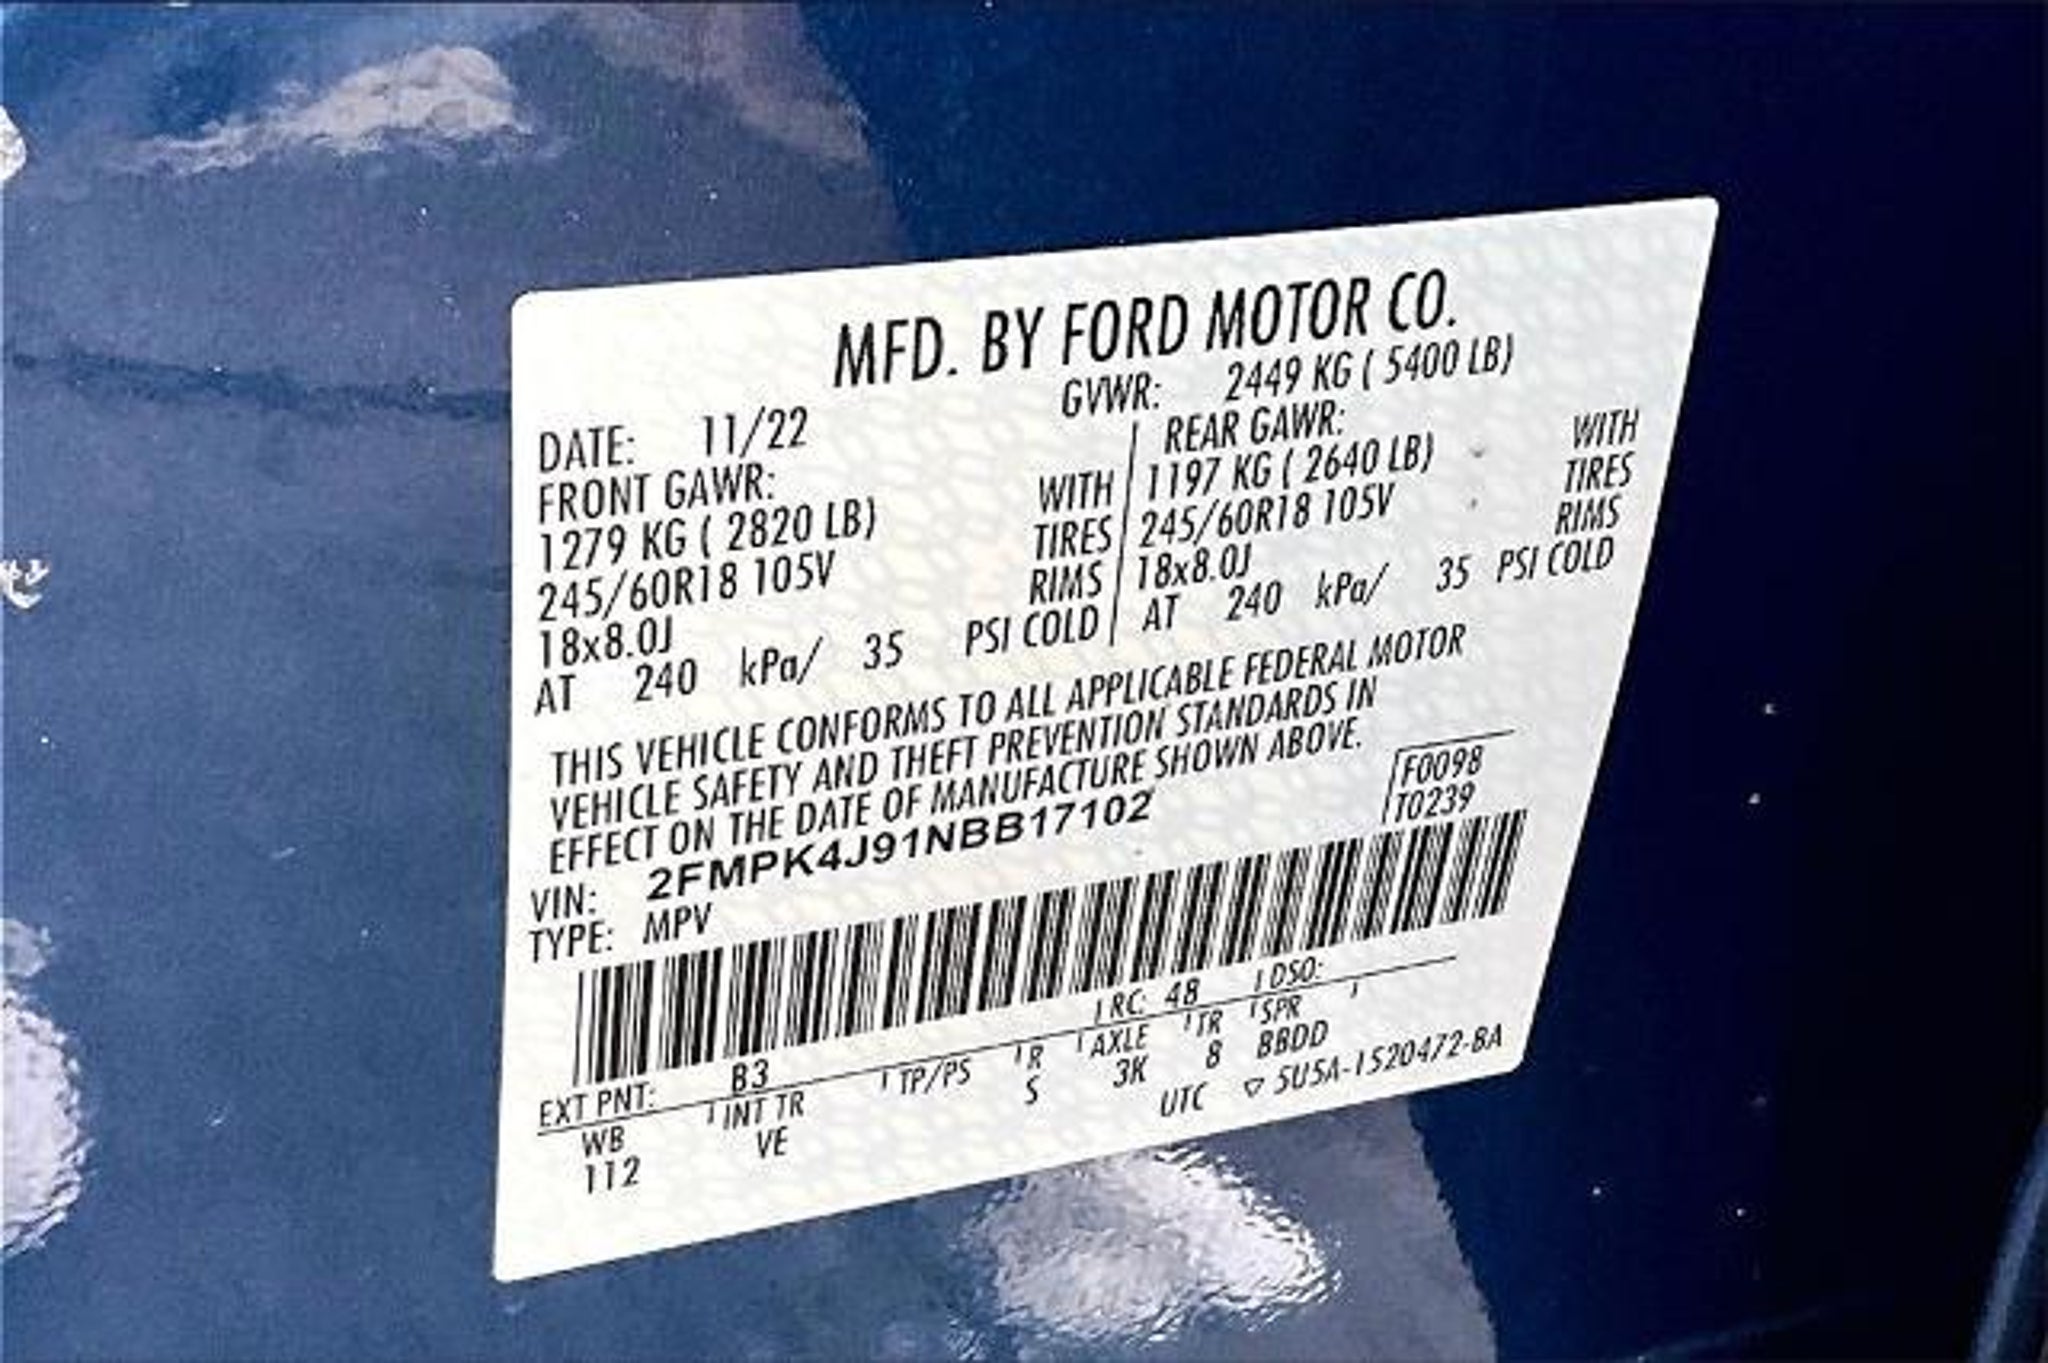 MFD. BY FORD MOTOR CO.
DATE: 11/22 GVWR: 2449 KG ( 5400 LB)
FRONT GAWR: REAR GAWR:
1279 KG ( 2820 LB) WITH 1197 KG ( 2640 LB) WITH
245/60R18 105V TIRES 245/60R18 105V TIRES
18x8.0J RIMS 18x8.0J RIMS
AT 240 kPa/ 35 PSI COLD AT 240 kPa/ 35 PSI COLD
THIS VEHICLE CONFORMS TO ALL APPLICABLE FEDERAL MOTOR
VEHICLE SAFETY AND THEFT PREVENTION STANDARDS IN
EFFECT ON THE DATE OF MANUFACTURE SHOWN ABOVE.
F0098
T0239
VIN: 2FMPK4J91NBB17102
TYPE: MPV
EXT PNT: B3 RC: 48 DSO:
WB INT TR TP/PS R AXLE TR SPR
112 VE S 3K 8 BBDD
UTC ▽ 5U5A-1520472-BA